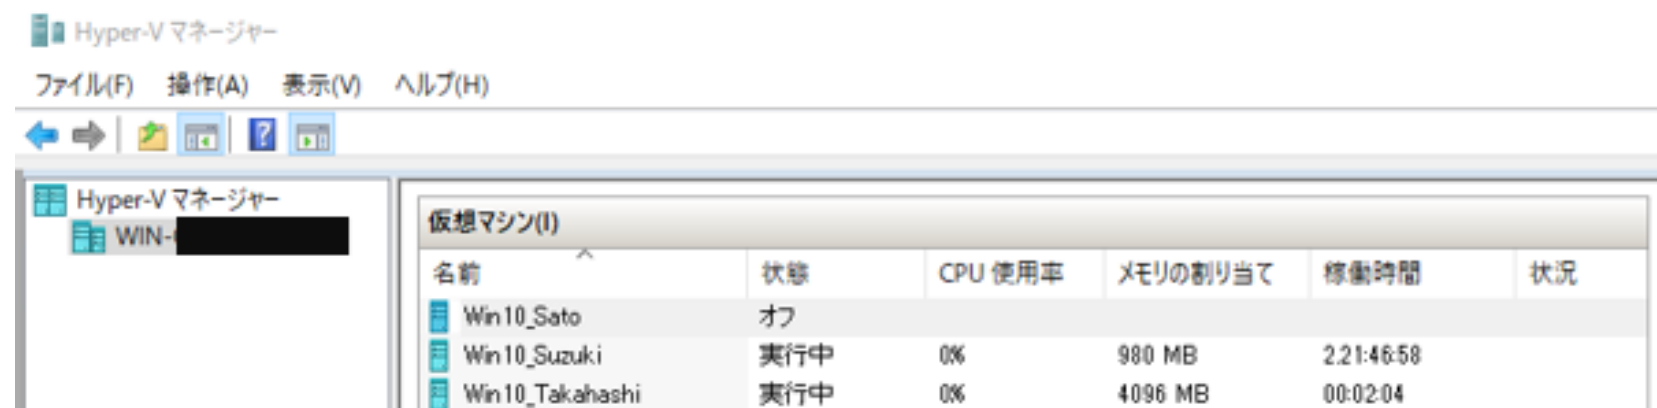 Hyper-V マネージャー
ファイル(F) 操作(A) 表示(V) ヘルプ(H)
Hyper-V マネージャー
WIN-
仮想マシン(I)
名前 状態 CPU 使用率 メモリの割り当て 稼働時間 状況
Win10_Sato オフ
Win10_Suzuki 実行中 0% 980 MB 2.21:46:58
Win10_Takahashi 実行中 0% 4096 MB 00:02:04